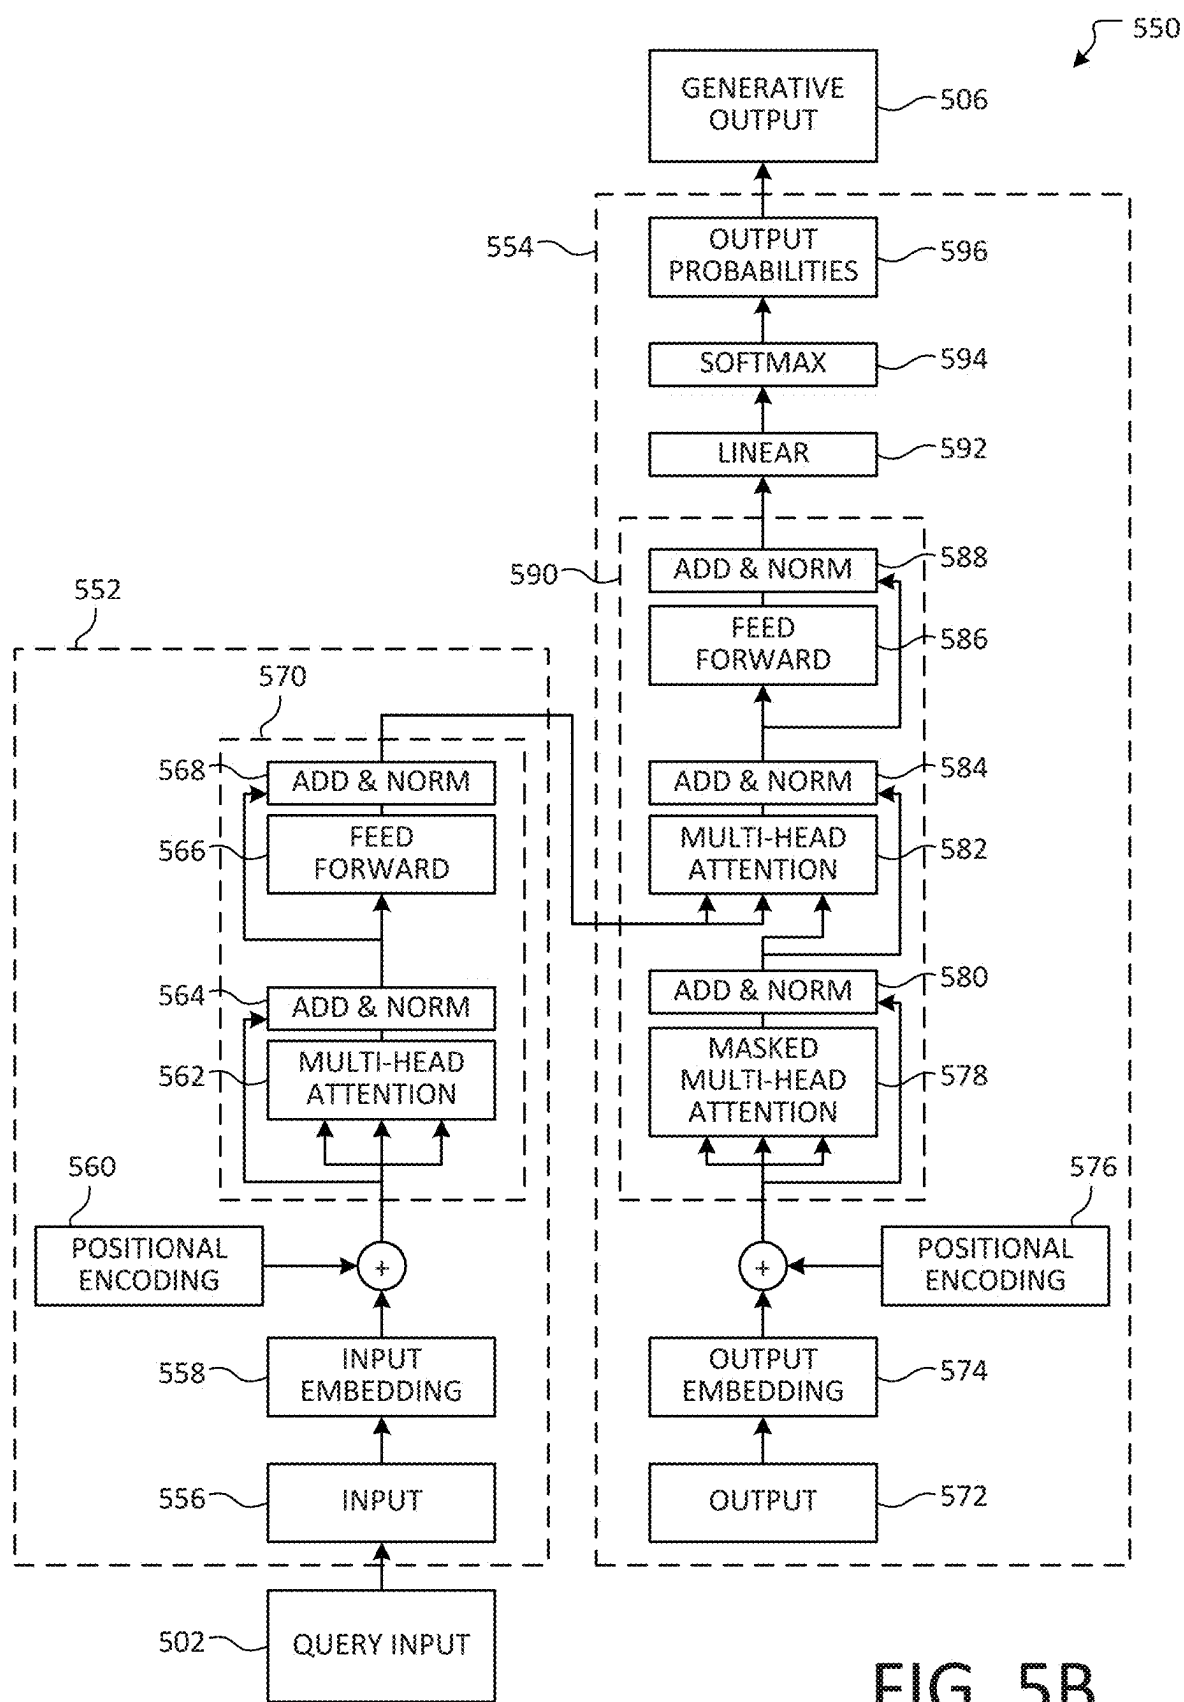 550
GENERATIVE
OUTPUT
506
554
OUTPUT
PROBABILITIES
596
SOFTMAX
594
LINEAR
592
590
ADD & NORM
588
FEED
FORWARD
586
552
570
568
ADD & NORM
ADD & NORM
584
566
FEED
FORWARD
MULTI-HEAD
ATTENTION
582
564
ADD & NORM
ADD & NORM
580
562
MULTI-HEAD
ATTENTION
MASKED
MULTI-HEAD
ATTENTION
578
560
576
POSITIONAL
ENCODING
+
+
POSITIONAL
ENCODING
558
INPUT
EMBEDDING
OUTPUT
EMBEDDING
574
556
INPUT
OUTPUT
572
502
QUERY INPUT
FIG. 5B